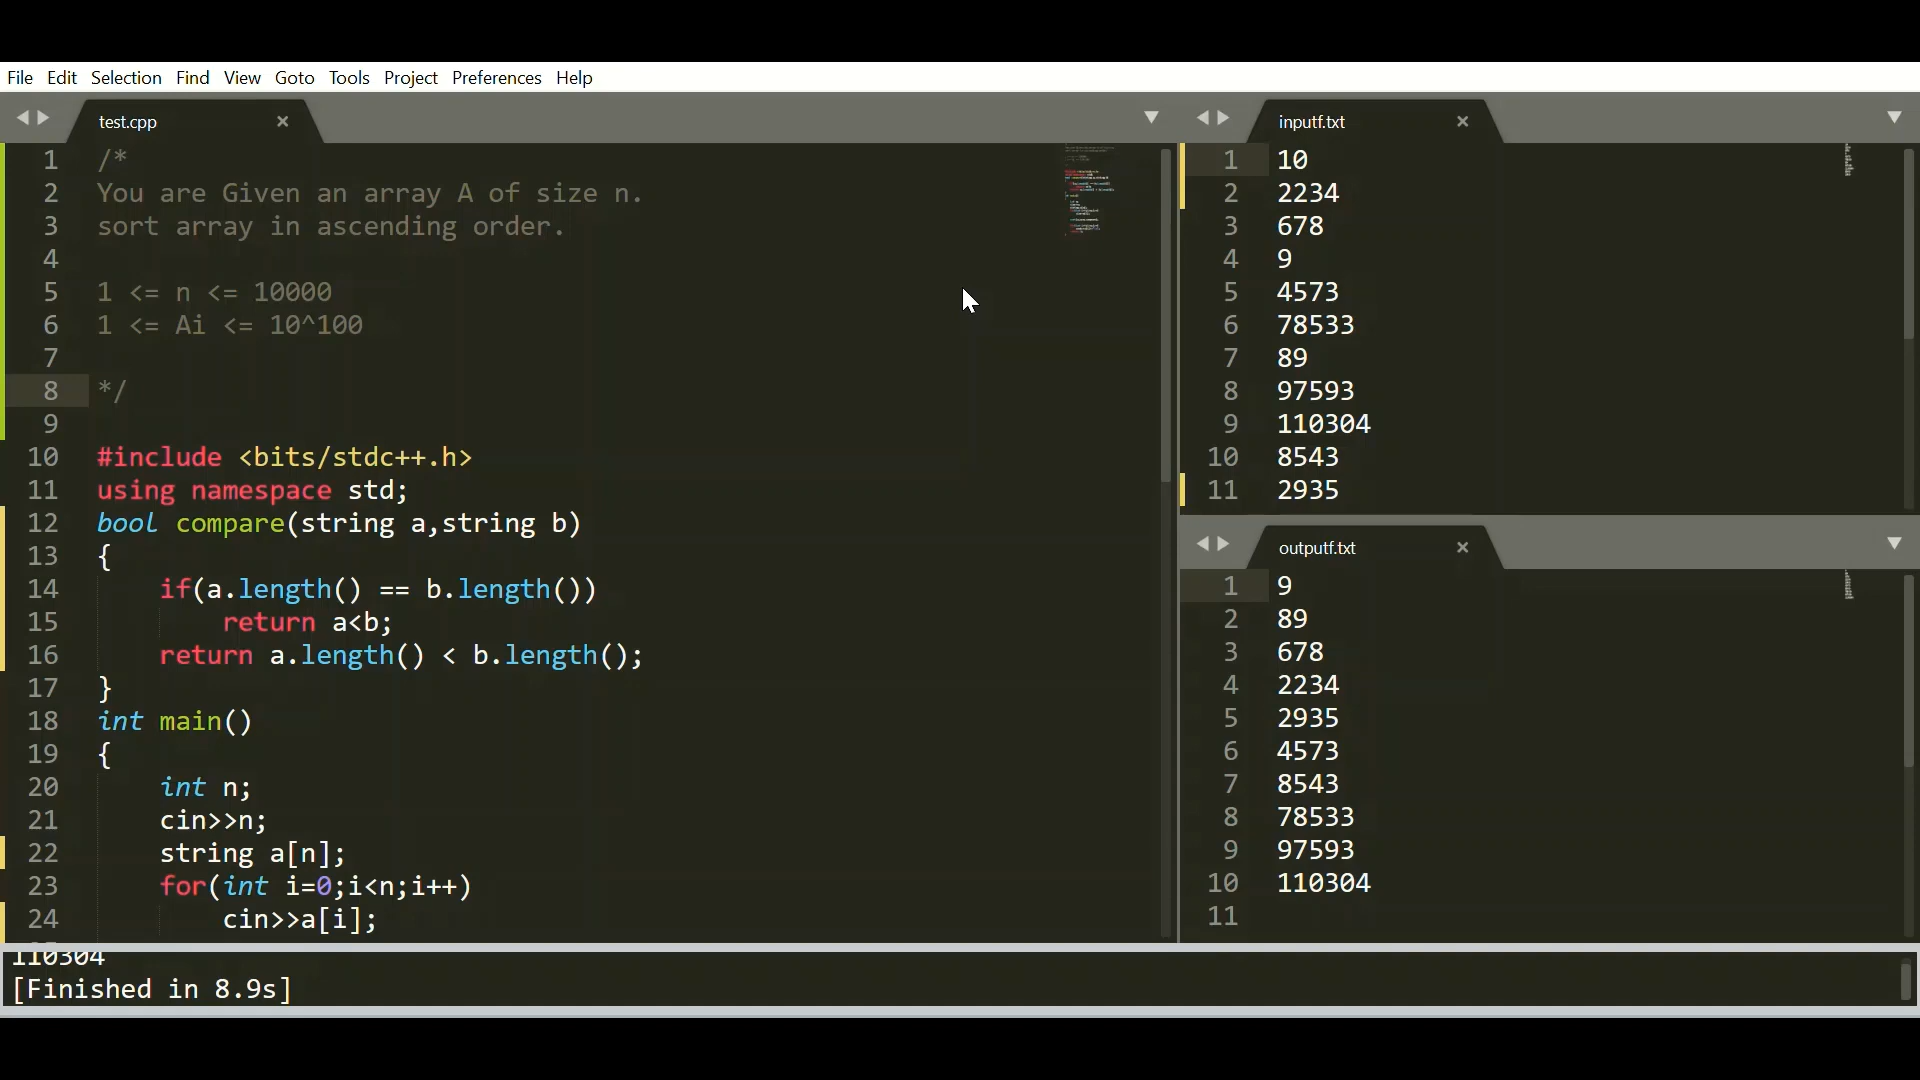 File Edit Selection Find View Goto Tools Project Preferences Help
test.cpp
1 /*
2 You are Given an array A of size n.
3 sort array in ascending order.
4
5 1 <= n <= 10000
6 1 <= Ai <= 10^100
7
8 */
9
10 #include <bits/stdc++.h>
11 using namespace std;
12 bool compare(string a,string b)
13 {
14 if(a.length() == b.length())
15 return a<b;
16 return a.length() < b.length();
17 }
18 int main()
19 {
20 int n;
21 cin>>n;
22 string a[n];
23 for(int i=0;i<n;i++)
24 cin>>a[i];
inputf.txt
1 10
2 2234
3 678
4 9
5 4573
6 78533
7 89
8 97593
9 110304
10 8543
11 2935
outputf.txt
1 9
2 89
3 678
4 2234
5 2935
6 4573
7 8543
8 78533
9 97593
10 110304
11
110304
[Finished in 8.9s]